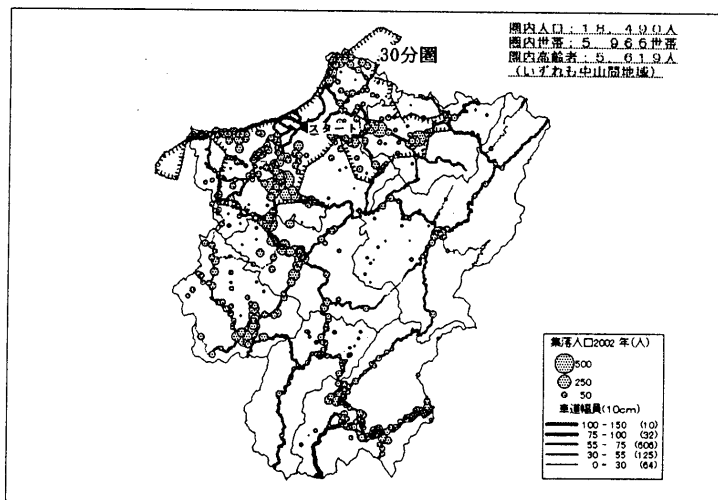 圏内人口：18，490人
圏内世帯：5，966世帯
圏内高齢者：5，619人
（いずれも中山間地域）
30分圏
スタート
集落人口2002年(人)
500
250
50
車道幅員(10cm)
100 - 150 (10)
75 - 100 (32)
55 - 75 (606)
30 - 55 (125)
0 - 30 (64)